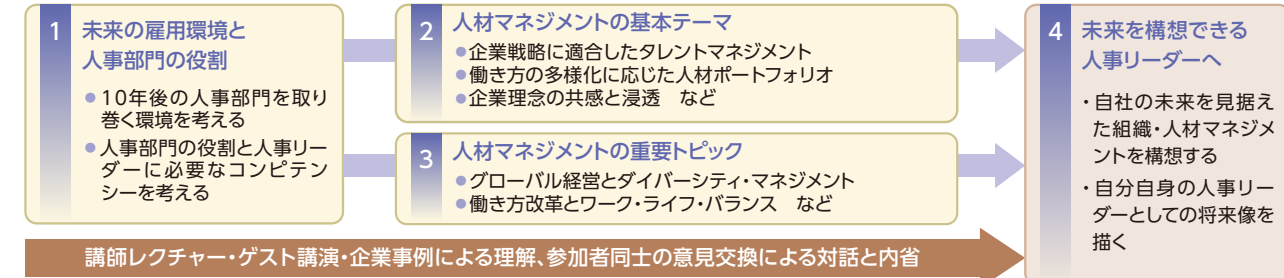 1
未来の雇用環境と
人事部門の役割
●10年後の人事部門を取り
巻く環境を考える
●人事部門の役割と人事リー
ダーに必要なコンピテン
シーを考える
2
人材マネジメントの基本テーマ
●企業戦略に適合したタレントマネジメント
●働き方の多様化に応じた人材ポートフォリオ
●企業理念の共感と浸透　など
3
人材マネジメントの重要トピック
●グローバル経営とダイバーシティ・マネジメント
●働き方改革とワーク・ライフ・バランス　など
4
未来を構想できる
人事リーダーへ
・自社の未来を見据え
た組織・人材マネジメ
ントを構想する
・自分自身の人事リー
ダーとしての将来像を
描く
講師レクチャー・ゲスト講演・企業事例による理解、参加者同士の意見交換による対話と内省